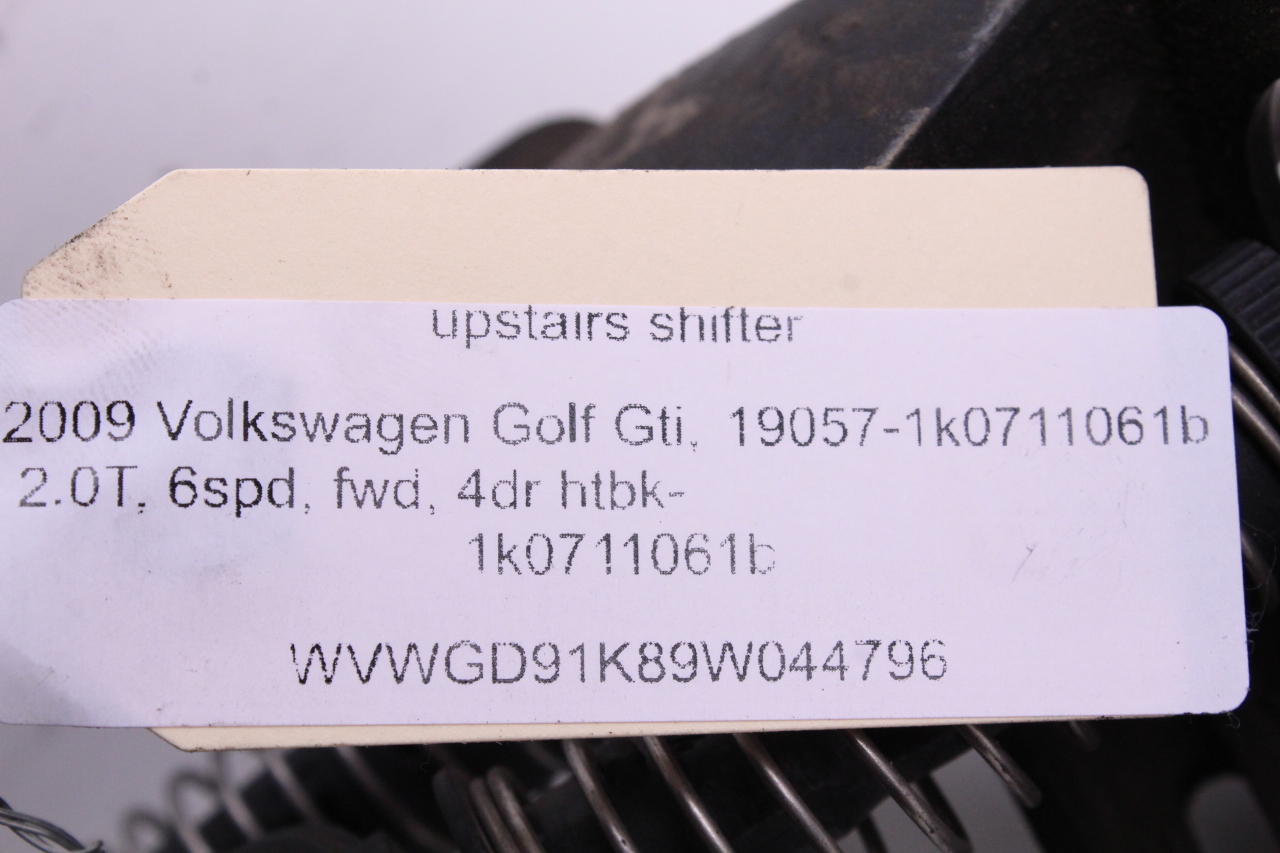 upstairs shifter
2009 Volkswagen Golf Gti, 19057-1k0711061b
2.0T, 6spd, fwd, 4dr htbk-
1k0711061b
WVWGD91K89W044796